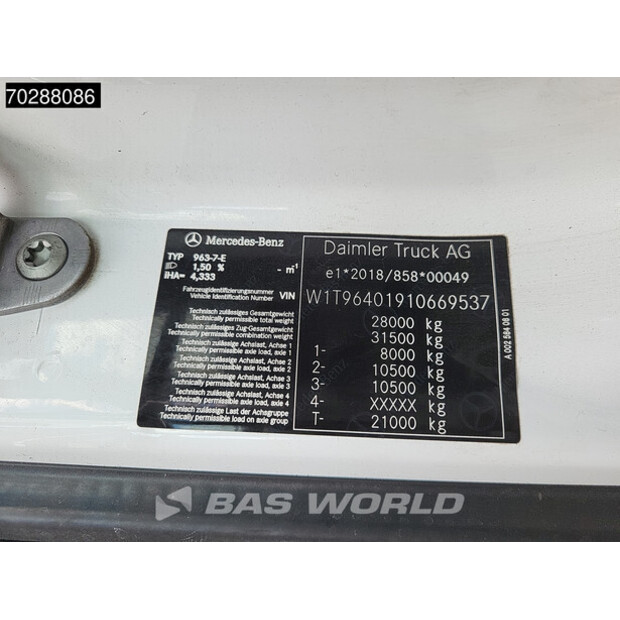 70288086
Mercedes-Benz
Daimler Truck AG
TYP 963-7-E
1,50 % - m¹
IHA= 4,333
e1*2018/858*00049
Fahrzeugidentifizierungsnummer
Vehicle Identification Number VIN
W1T96401910669537
Technisch zulässiges Gesamtgewicht
Technically permissible total weight
28000 kg
Technisch zulässiges Zug-Gesamtgewicht
Technically permissible combination weight
31500 kg
Technisch zulässige Achslast, Achse 1
Technically permissible axle load, axle 1
1- 8000 kg
Technisch zulässige Achslast, Achse 2
Technically permissible axle load, axle 2
2- 10500 kg
Technisch zulässige Achslast, Achse 3
Technically permissible axle load, axle 3
3- 10500 kg
Technisch zulässige Achslast, Achse 4
Technically permissible axle load, axle 4
4- XXXXX kg
Technisch zulässige Last der Achsgruppe
Technically permissible load on axle group
T- 21000 kg
A 002 584 08 01
BAS WORLD